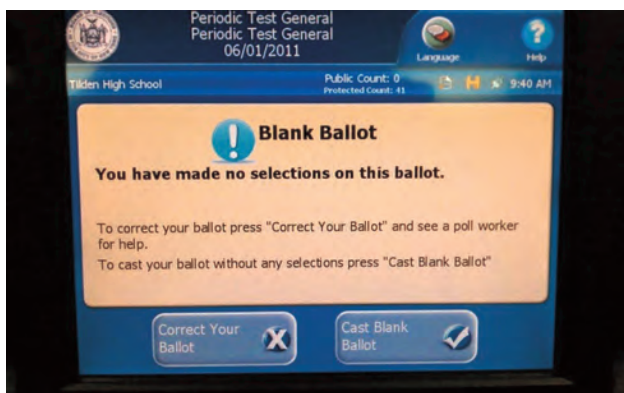 Periodic Test General
Periodic Test General
06/01/2011
Language
Help
Tilden High School
Public Count: 0
Protected Count: 41
9:40 AM
Blank Ballot
You have made no selections on this ballot.
To correct your ballot press "Correct Your Ballot" and see a poll worker
for help.
To cast your ballot without any selections press "Cast Blank Ballot"
Correct Your
Ballot
Cast Blank
Ballot